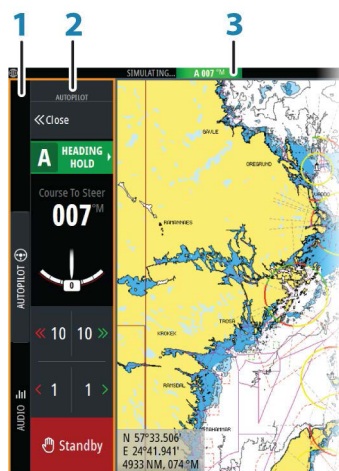 1 2 3
SIMULATING... A 007 °M
AUTOPILOT
«Close
A HEADING HOLD
Course To Steer
007 °M
0
« 10 10 »
< 1 1 >
Standby
AUTOPILOT
AUDIO
GAVLE
OREGRUND
KROKEK
TROSA
RAMSDAL
N 57°33.506'
E 24°41.941'
4933 NM, 074 °M